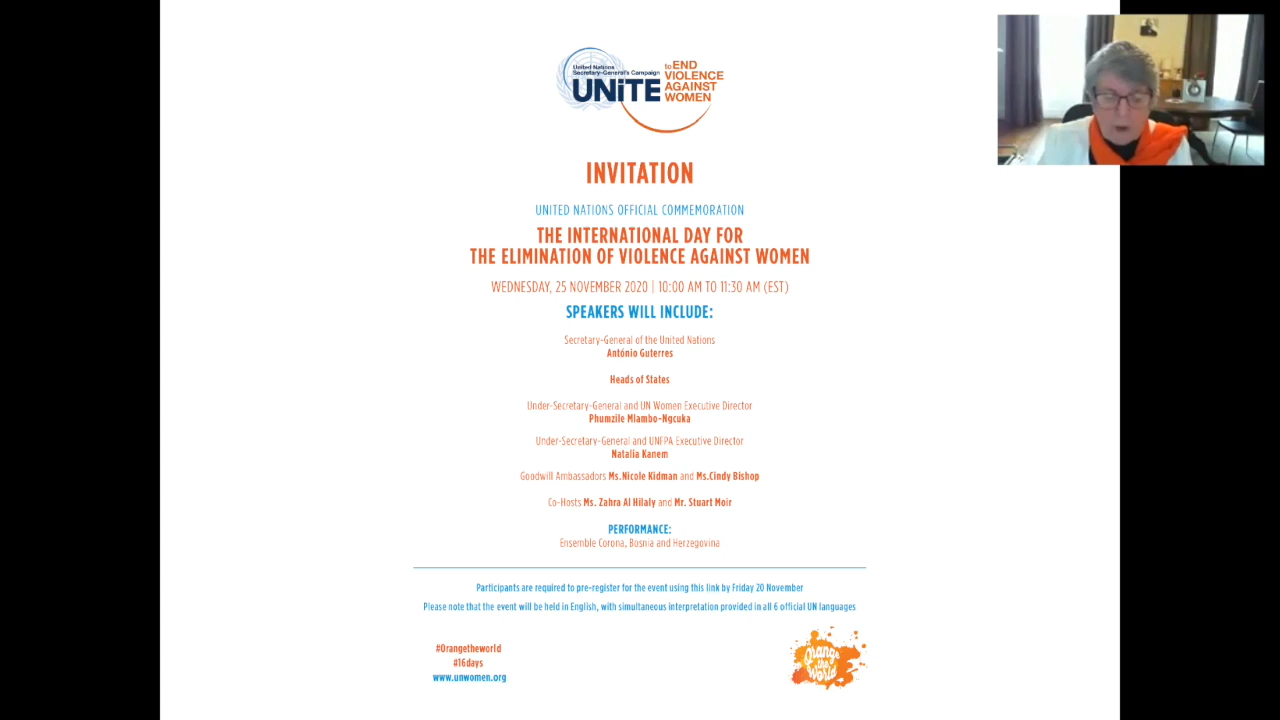 United Nations
Secretary-General's Campaign
UNiTE
to END
VIOLENCE
AGAINST
WOMEN
INVITATION
UNITED NATIONS OFFICIAL COMMEMORATION
THE INTERNATIONAL DAY FOR
THE ELIMINATION OF VIOLENCE AGAINST WOMEN
WEDNESDAY, 25 NOVEMBER 2020 | 10:00 AM TO 11:30 AM (EST)
SPEAKERS WILL INCLUDE:
Secretary-General of the United Nations
António Guterres
Heads of States
Under-Secretary-General and UN Women Executive Director
Phumzile Mlambo-Ngcuka
Under-Secretary-General and UNFPA Executive Director
Natalia Kanem
Goodwill Ambassadors Ms.Nicole Kidman and Ms.Cindy Bishop
Co-Hosts Ms. Zahra Al Hilaly and Mr. Stuart Moir
PERFORMANCE:
Ensemble Corona, Bosnia and Herzegovina
Participants are required to pre-register for the event using this link by Friday 20 November
Please note that the event will be held in English, with simultaneous interpretation provided in all 6 official UN languages
#Orangetheworld
#16days
www.unwomen.org
Orange
the
World